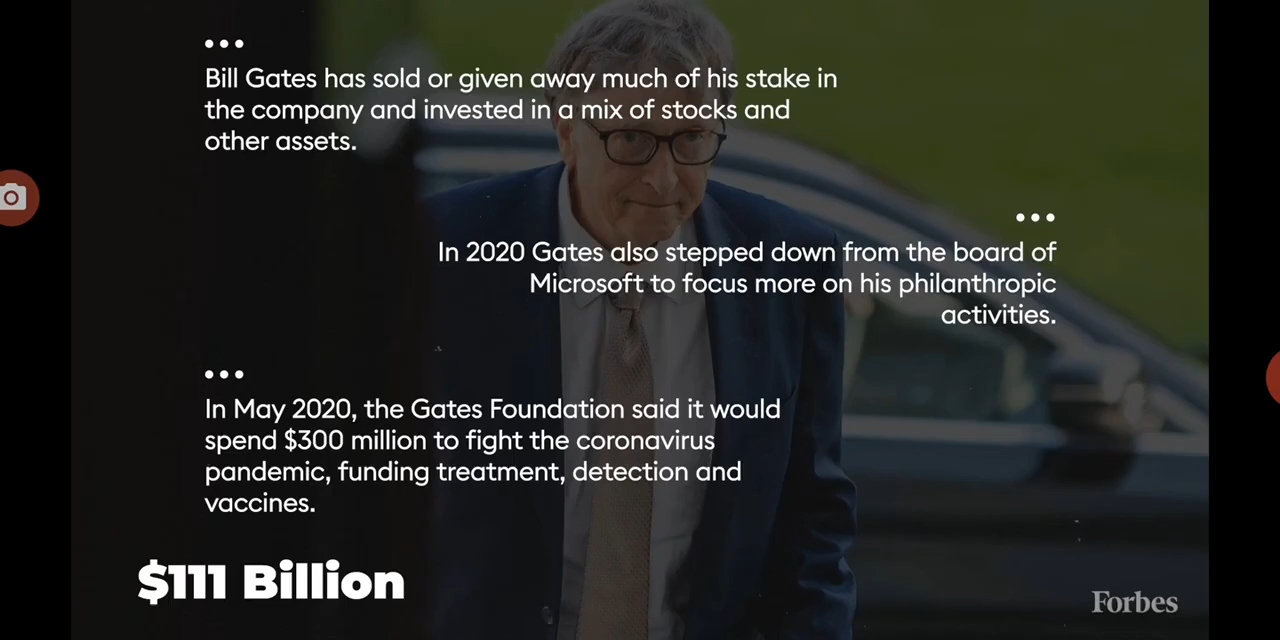 Bill Gates has sold or given away much of his stake in
the company and invested in a mix of stocks and
other assets.
In 2020 Gates also stepped down from the board of
Microsoft to focus more on his philanthropic
activities.
In May 2020, the Gates Foundation said it would
spend $300 million to fight the coronavirus
pandemic, funding treatment, detection and
vaccines.
$111 Billion
Forbes